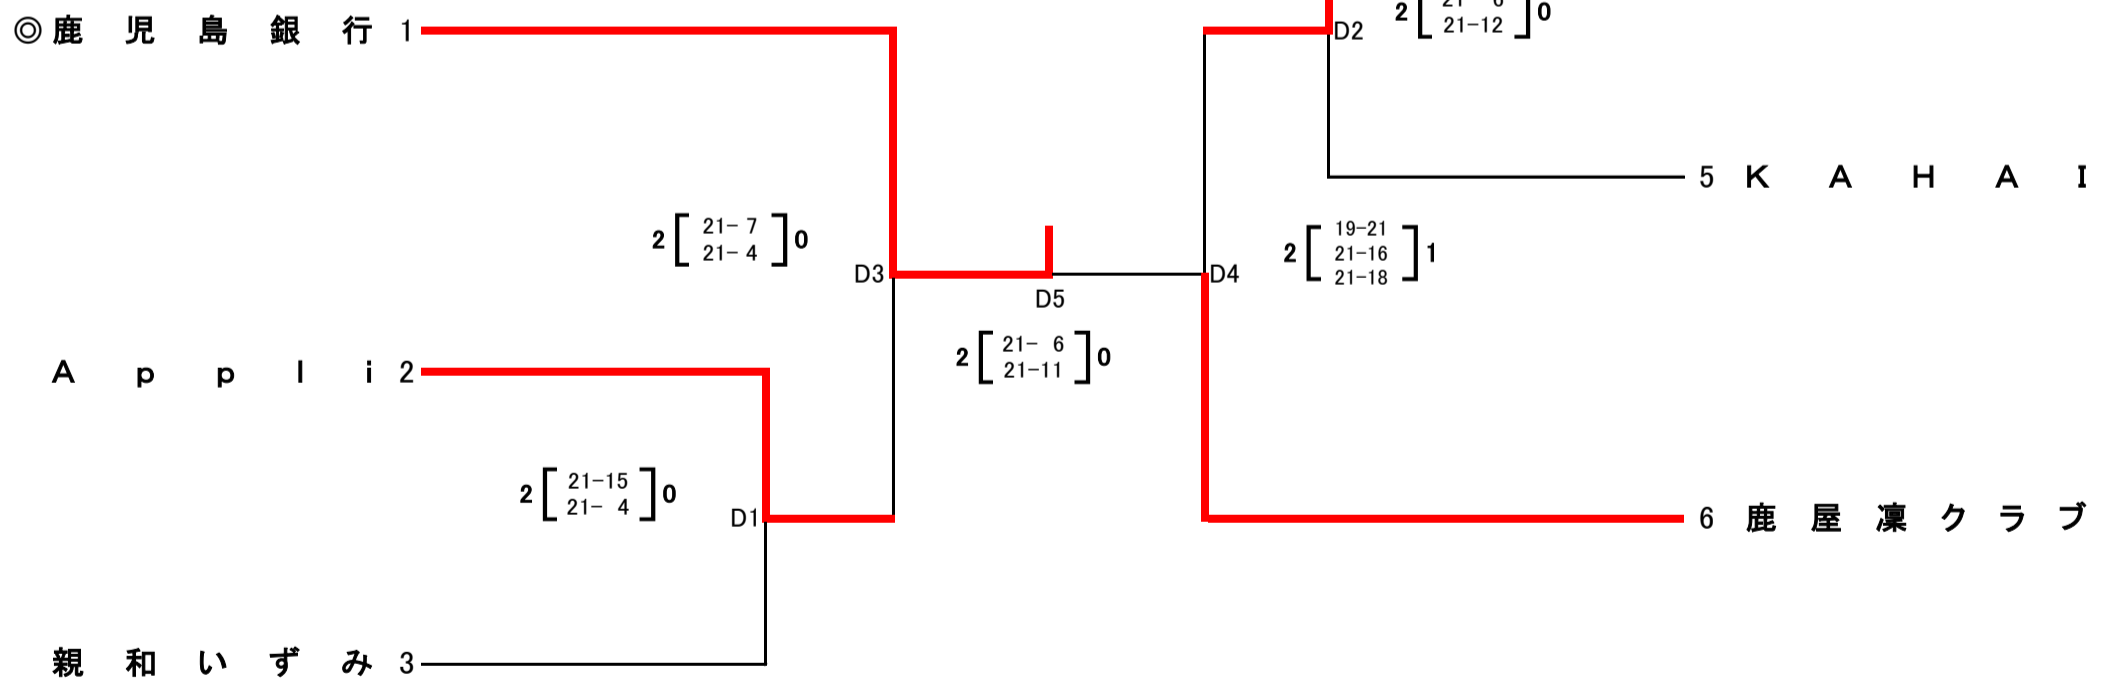 ◎鹿児島銀行 1
D2
2 [ 21-12 ] 0
5 KAHAI
2 [ 21- 7
21- 4 ] 0
D3
D5
D4
2 [ 19-21
21-16
21-18 ] 1
2 [ 21- 6
21-11 ] 0
Appli 2
2 [ 21-15
21- 4 ] 0
D1
6 鹿屋凜クラブ
親和いずみ 3